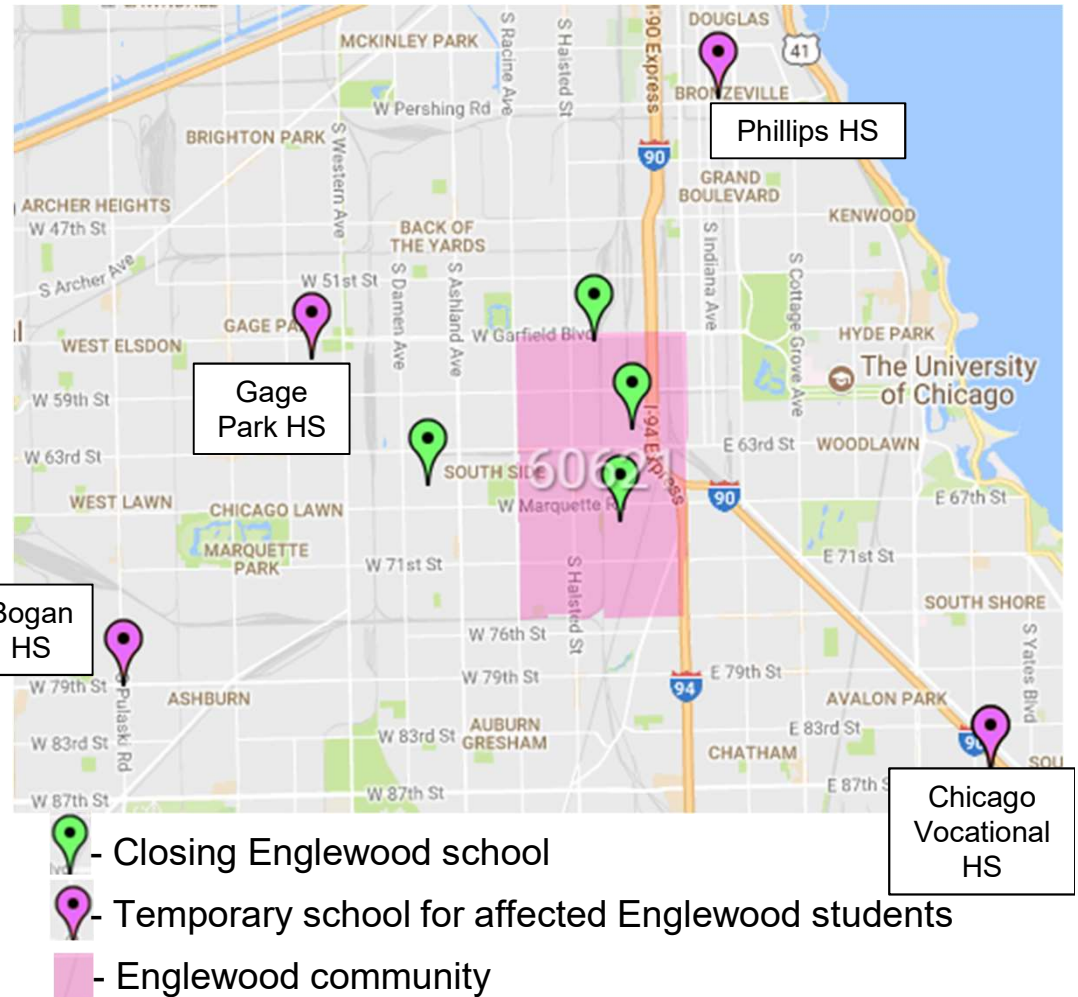 DOUGLAS
MCKINLEY PARK
S Racine Ave
S Halsted St
I-90 Express
41
W Pershing Rd
BRONZEVILLE
Phillips HS
BRIGHTON PARK
S Western Ave
90
GRAND
BOULEVARD
ARCHER HEIGHTS
KENWOOD
W 47th St
BACK OF
THE YARDS
S Indiana Ave
S Archer Ave
W 51st St
S Damen Ave
S Ashland Ave
S Cottage Grove Ave
GAGE PA
W Garfield Blvd
HYDE PARK
WEST ELSDON
The University
of Chicago
Gage
Park HS
W 59th St
I-94 Express
W 63rd St
SOUTH SIDE
60621
E 63rd St
WOODLAWN
WEST LAWN
CHICAGO LAWN
W Marquette R
90
E 67th St
MARQUETTE
PARK
W 71st St
S Halsted St
E 71st St
Bogan
HS
SOUTH SHORE
W 76th St
S Yates Blvd
W 79th St
S Pulaski Rd
ASHBURN
W 79th St
94
E 79th St
AVALON PARK
W 83rd St
W 83rd St
AUBURN
GRESHAM
CHATHAM
E 83rd St
90
SOU
W 87th St
W 87th St
E 87th S
Chicago
Vocational
HS
- Closing Englewood school
- Temporary school for affected Englewood students
- Englewood community